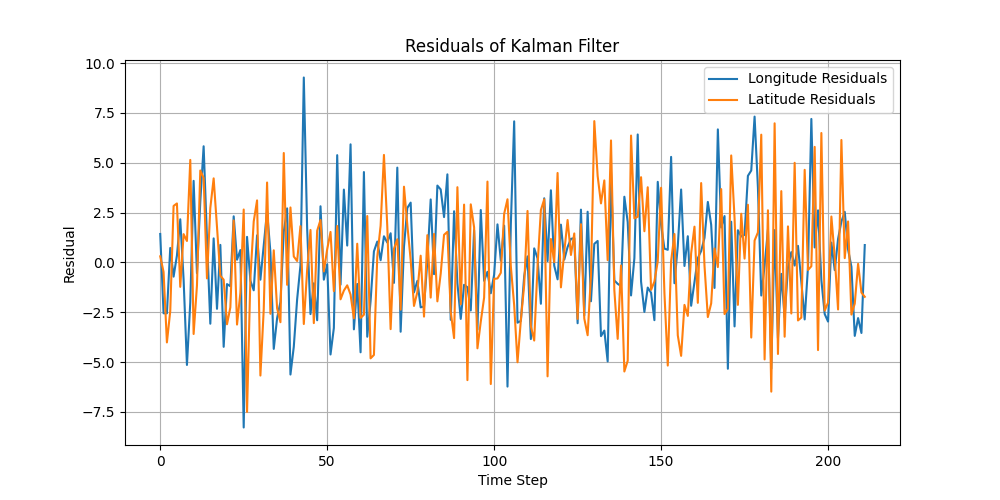 Residuals of Kalman Filter
10.0
7.5
5.0
2.5
0.0
−2.5
−5.0
−7.5
Residual
Longitude Residuals
Latitude Residuals
0
50
100
150
200
Time Step